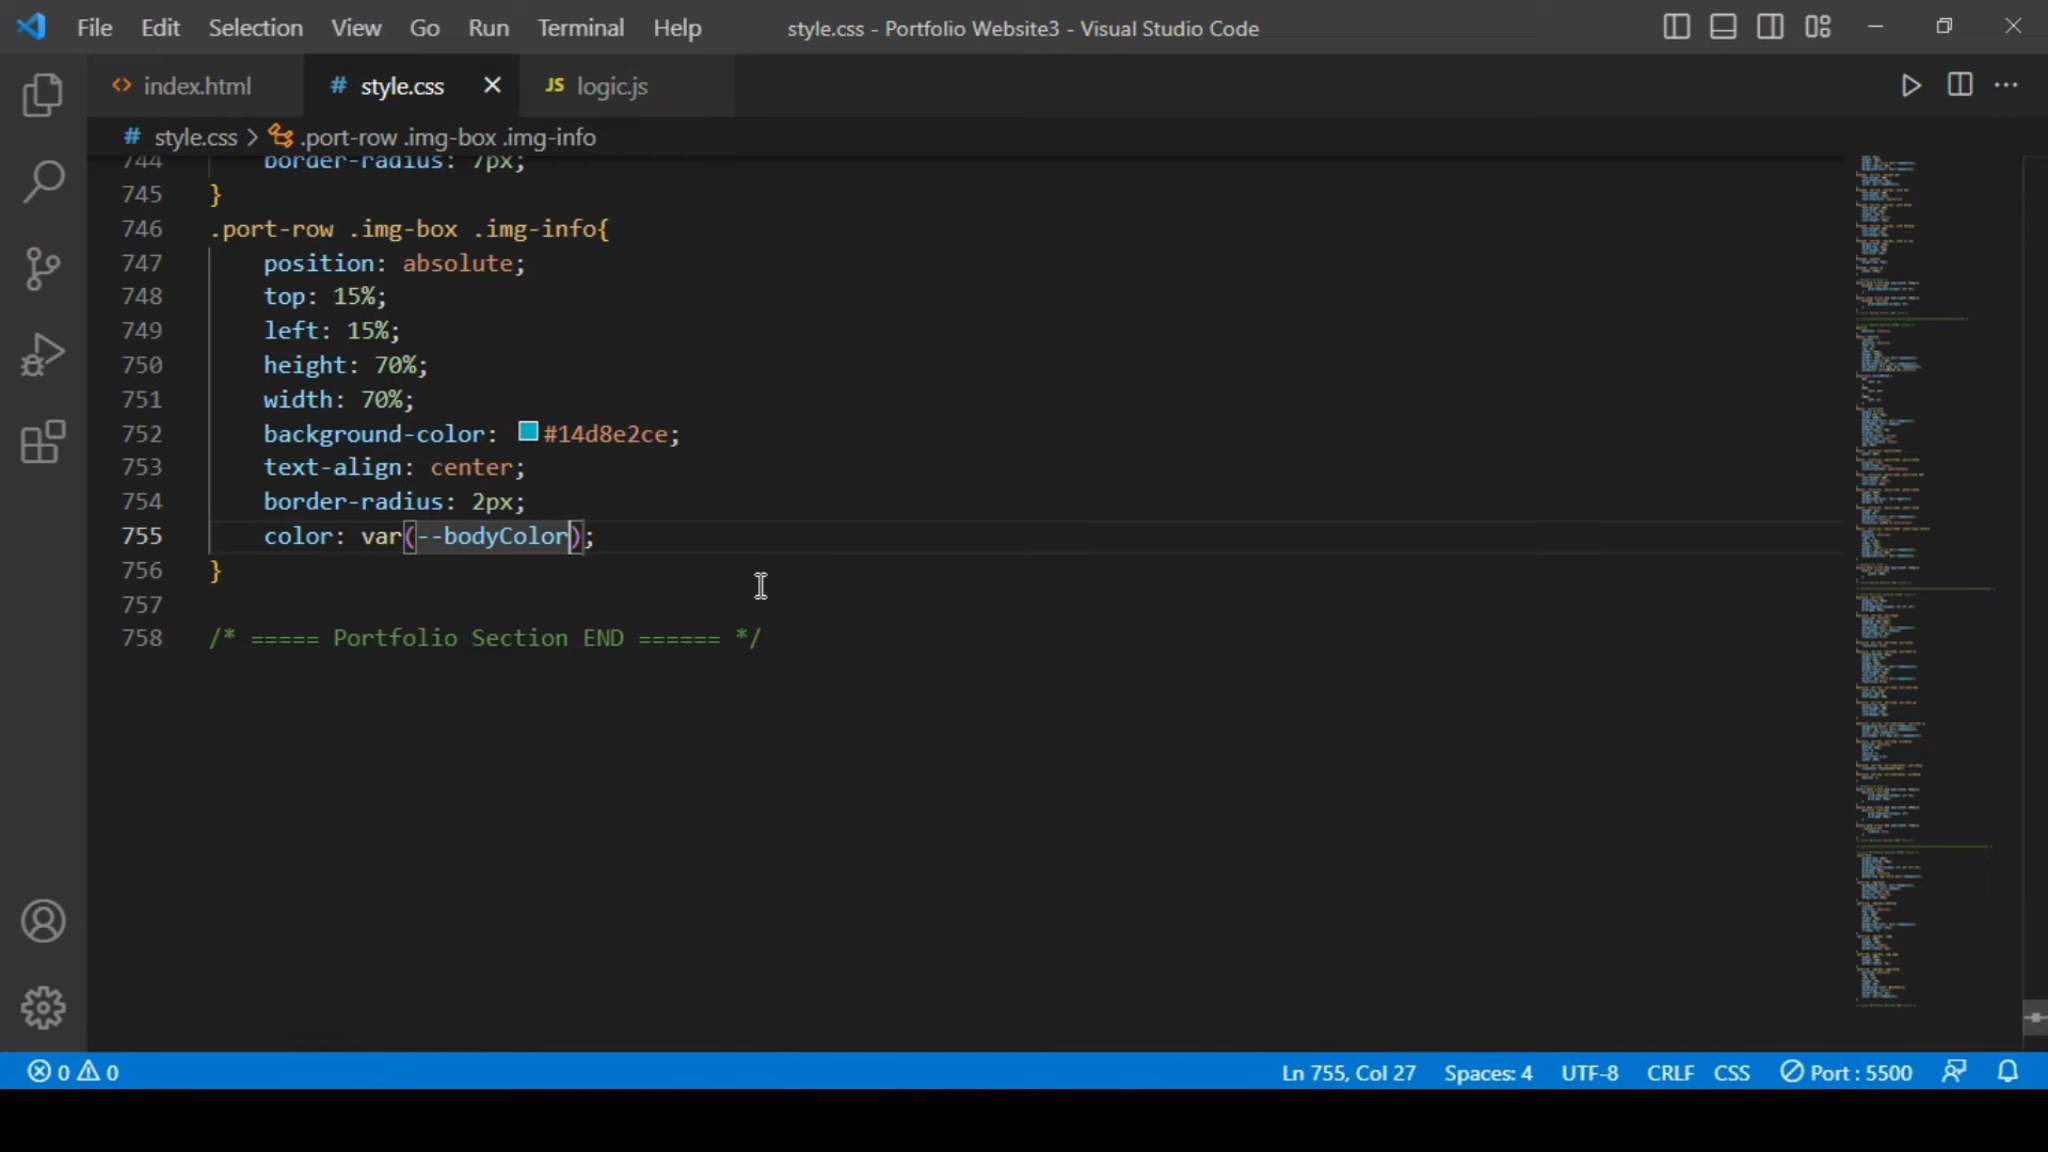 File Edit Selection View Go Run Terminal Help style.css - Portfolio Website3 - Visual Studio Code
<> index.html # style.css JS logic.js
# style.css > .port-row .img-box .img-info
744 border-radius: 7px;
745 }
746 .port-row .img-box .img-info{
747 position: absolute;
748 top: 15%;
749 left: 15%;
750 height: 70%;
751 width: 70%;
752 background-color: #14d8e2ce;
753 text-align: center;
754 border-radius: 2px;
755 color: var(--bodyColor);
756 }
757
758 /* ===== Portfolio Section END ====== */
0 0 Ln 755, Col 27 Spaces: 4 UTF-8 CRLF CSS Port : 5500